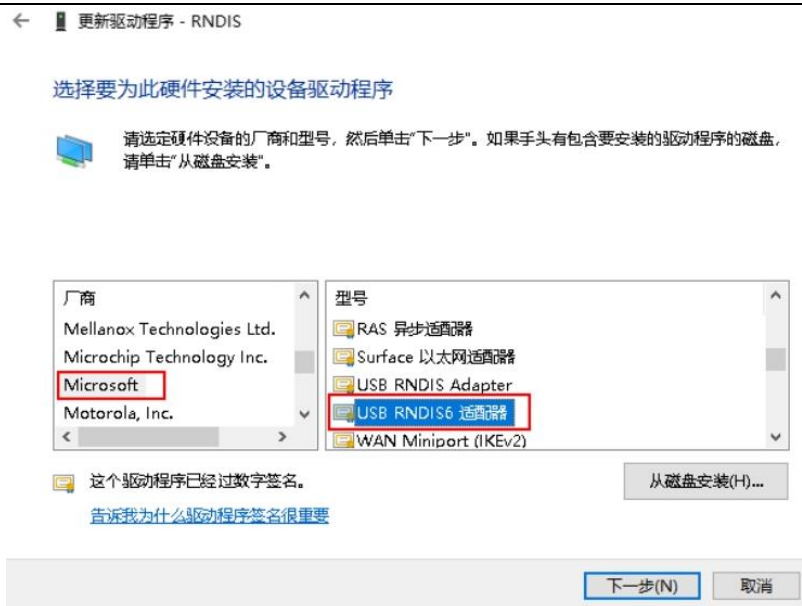 ← 更新驱动程序 - RNDIS
选择要为此硬件安装的设备驱动程序
请选定硬件设备的厂商和型号，然后单击"下一步"。如果手头有包含要安装的驱动程序的磁盘，
请单击"从磁盘安装"。
厂商
Mellanox Technologies Ltd.
Microchip Technology Inc.
Microsoft
Motorola, Inc.
型号
RAS 异步适配器
Surface 以太网适配器
USB RNDIS Adapter
USB RNDIS6 适配器
WAN Miniport (IKEv2)
这个驱动程序已经过数字签名。
从磁盘安装(H)...
告诉我为什么驱动程序签名很重要
下一步(N)
取消